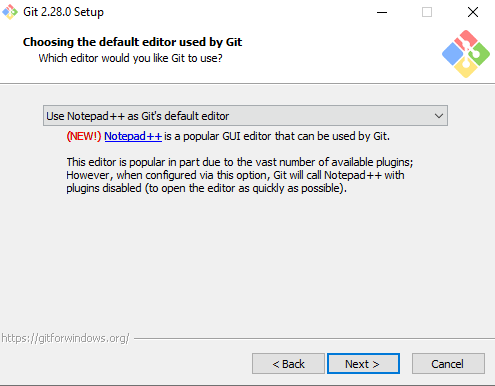 Git 2.28.0 Setup
Choosing the default editor used by Git
Which editor would you like Git to use?
Use Notepad++ as Git's default editor
(NEW!) Notepad++ is a popular GUI editor that can be used by Git.
This editor is popular in part due to the vast number of available plugins;
However, when configured via this option, Git will call Notepad++ with
plugins disabled (to open the editor as quickly as possible).
https://gitforwindows.org/
< Back
Next >
Cancel